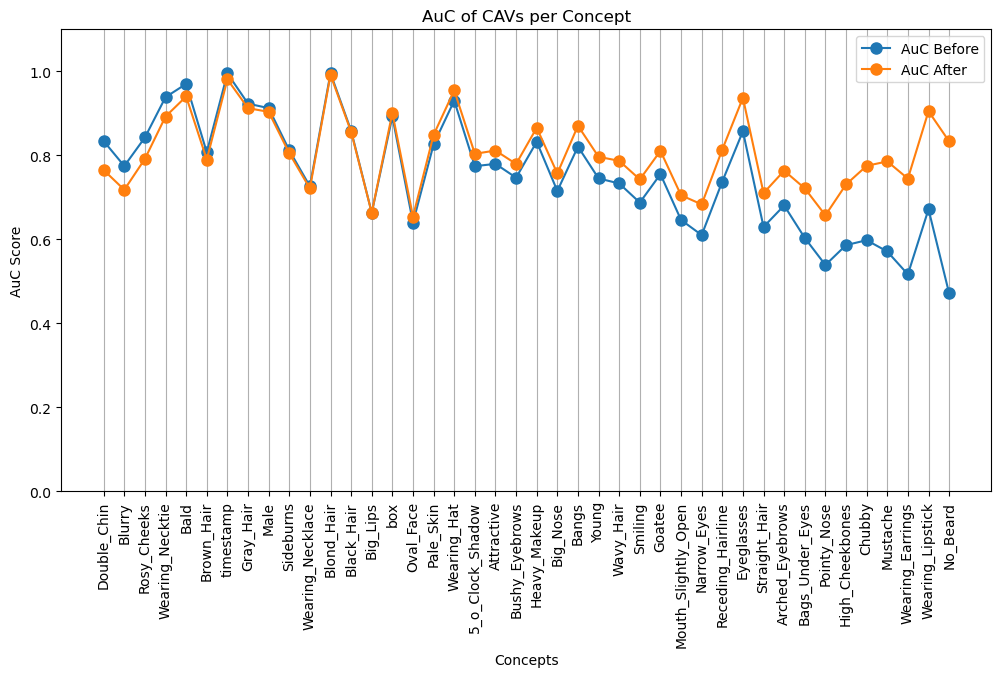 AuC of CAVs per Concept
AuC Before
AuC After
1.0
0.8
0.6
0.4
0.2
0.0
AuC Score
Double_Chin
Blurry
Rosy_Cheeks
Wearing_Necktie
Bald
Brown_Hair
timestamp
Gray_Hair
Male
Sideburns
Wearing_Necklace
Blond_Hair
Black_Hair
Big_Lips
box
Oval_Face
Pale_Skin
Wearing_Hat
5_o_Clock_Shadow
Attractive
Bushy_Eyebrows
Heavy_Makeup
Big_Nose
Bangs
Young
Wavy_Hair
Smiling
Goatee
Mouth_Slightly_Open
Narrow_Eyes
Receding_Hairline
Eyeglasses
Straight_Hair
Arched_Eyebrows
Bags_Under_Eyes
Pointy_Nose
High_Cheekbones
Chubby
Mustache
Wearing_Earrings
Wearing_Lipstick
No_Beard
Concepts